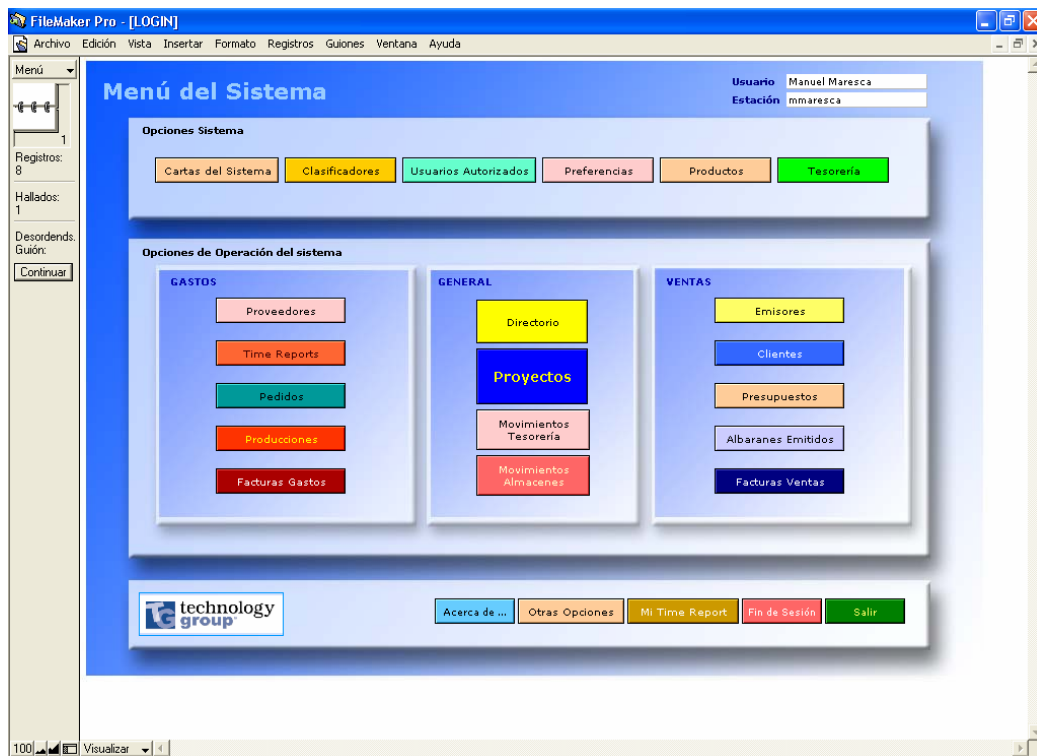 FileMaker Pro - [LOGIN]
Archivo Edición Vista Insertar Formato Registros Guiones Ventana Ayuda
Menú
1
Registros:
8
Hallados:
1
Desordends.
Guión:
Continuar
Menú del Sistema
Usuario Manuel Maresca
Estación mmaresca
Opciones Sistema
Cartas del Sistema Clasificadores Usuarios Autorizados Preferencias Productos Tesorería
Opciones de Operación del sistema
GASTOS
Proveedores
Time Reports
Pedidos
Producciones
Facturas Gastos
GENERAL
Directorio
Proyectos
Movimientos
Tesorería
Movimientos
Almacenes
VENTAS
Emisores
Clientes
Presupuestos
Albaranes Emitidos
Facturas Ventas
TG technology
group
Acerca de ... Otras Opciones Mi Time Report Fin de Sesión Salir
100 Visualizar